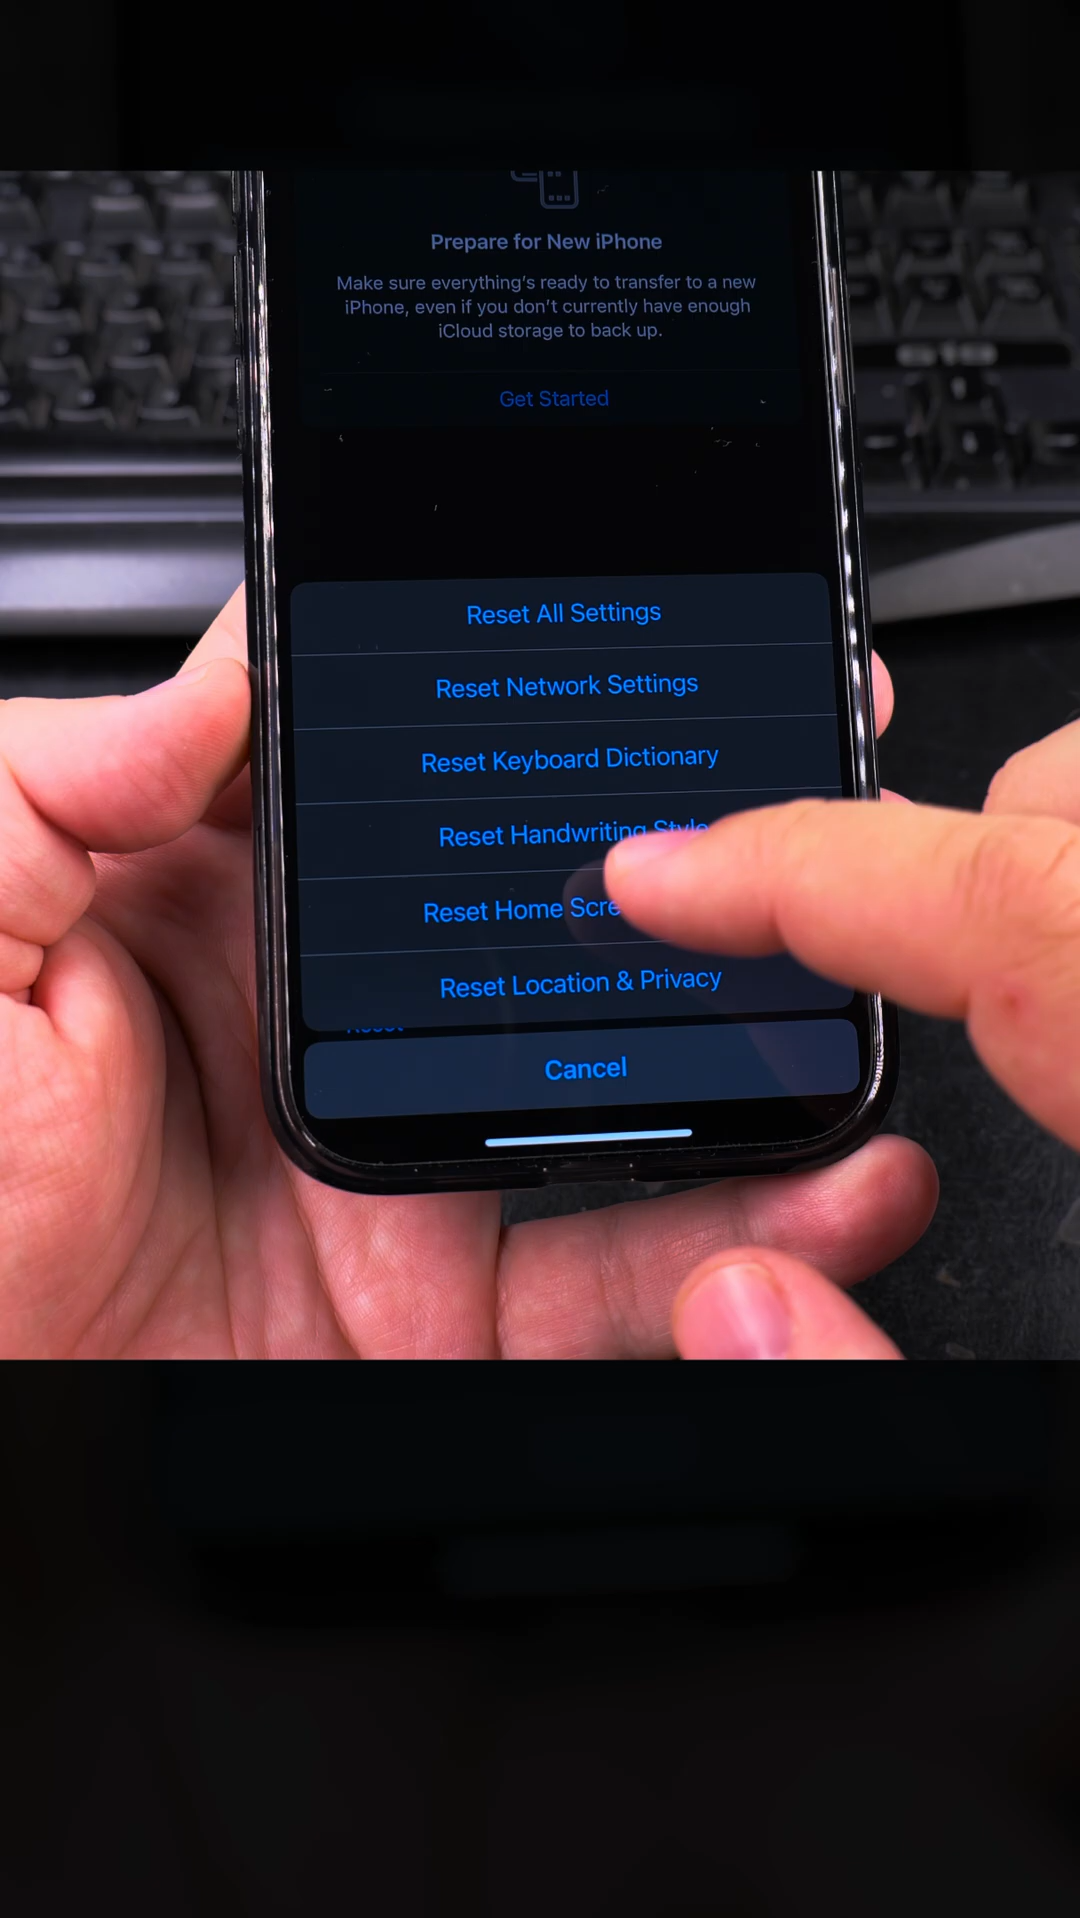 Prepare for New iPhone
Make sure everything's ready to transfer to a new
iPhone, even if you don't currently have enough
iCloud storage to back up.
Get Started
Reset All Settings
Reset Network Settings
Reset Keyboard Dictionary
Reset Handwriting Style
Reset Home Scre
Reset Location & Privacy
Reset
Cancel